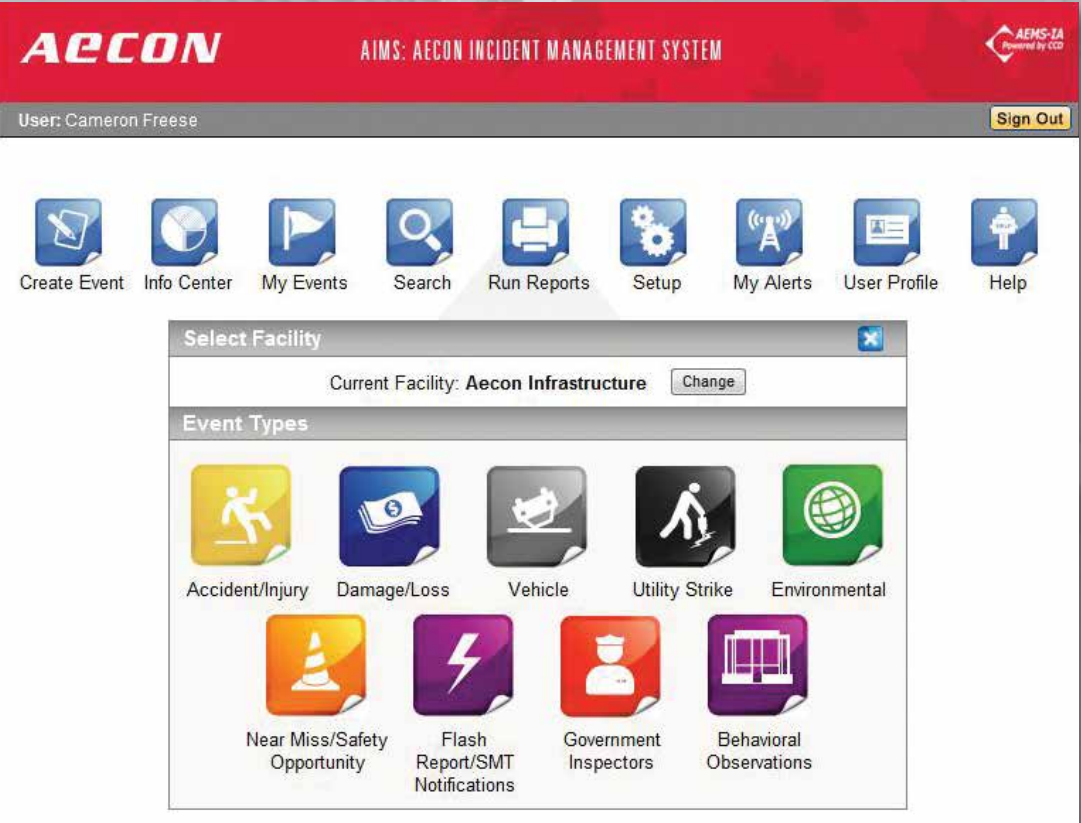 AECON
AIMS: AECON INCIDENT MANAGEMENT SYSTEM
AEMS-IA
Powered by CCD
User: Cameron Freese
Sign Out
Create Event
Info Center
My Events
Search
Run Reports
Setup
My Alerts
User Profile
Help
Select Facility
Current Facility: Aecon Infrastructure
Change
Event Types
Accident/Injury
Damage/Loss
Vehicle
Utility Strike
Environmental
Near Miss/Safety
Opportunity
Flash
Report/SMT
Notifications
Government
Inspectors
Behavioral
Observations